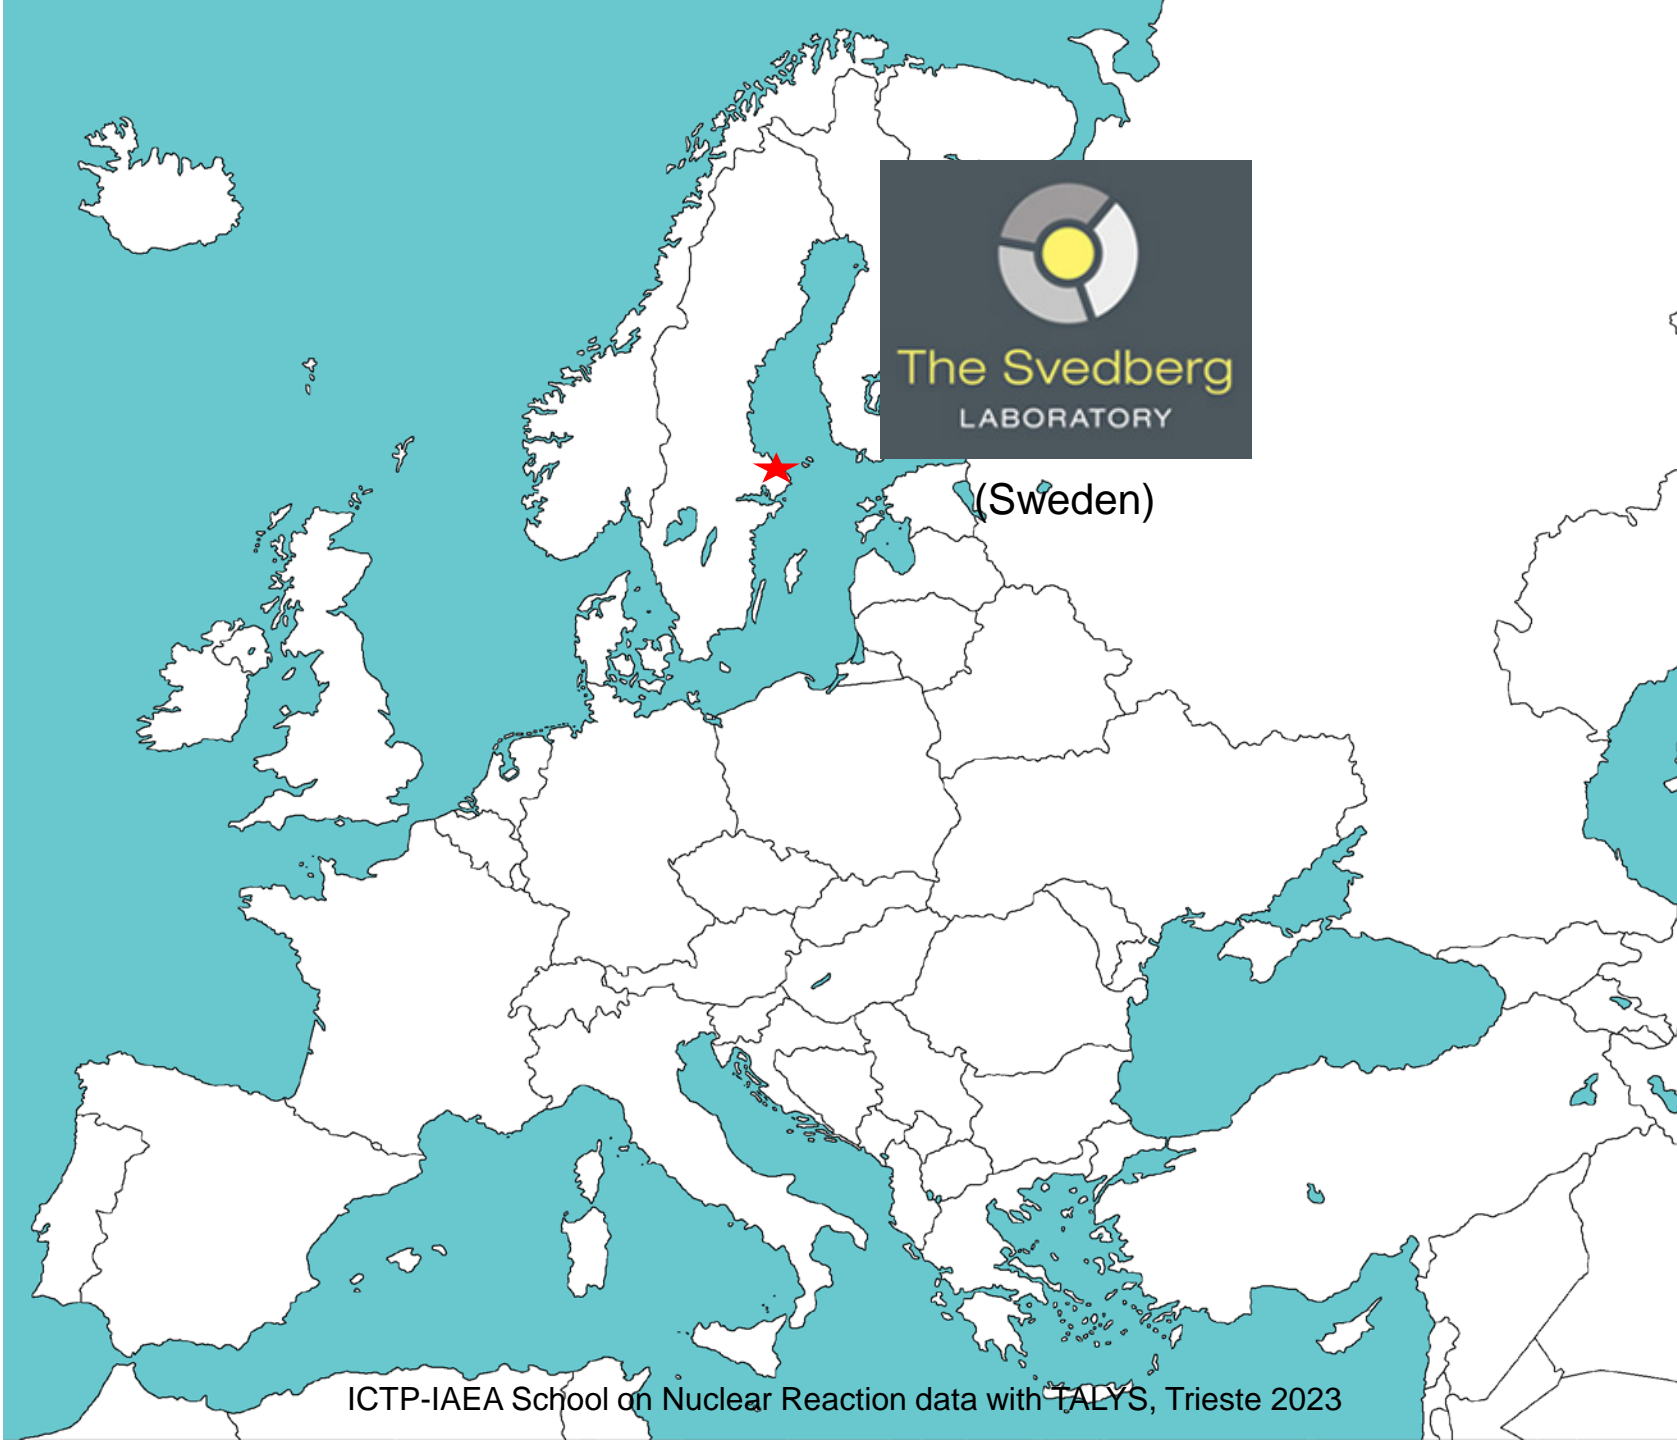 The Svedberg
LABORATORY
(Sweden)
ICTP-IAEA School on Nuclear Reaction data with TALYS, Trieste 2023